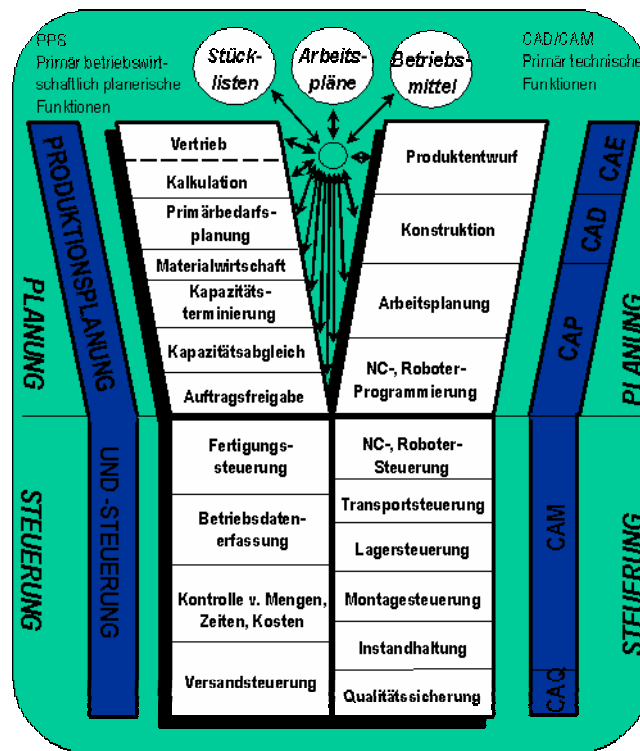 PPS
Primär betriebswirt-
schaftlich planerische
Funktionen
Stück-
listen
Arbeits-
pläne
Betriebs-
mittel
CAD/CAM
Primär technische
Funktionen
PRODUKTIONSPLANUNG
UND -STEUERUNG
PLANUNG
STEUERUNG
Vertrieb
Kalkulation
Primärbedarfs-
planung
Materialwirtschaft
Kapazitäts-
terminierung
Kapazitätsabgleich
Auftragsfreigabe
Fertigungs-
steuerung
Betriebsdaten-
erfassung
Kontrolle v. Mengen,
Zeiten, Kosten
Versandsteuerung
Produktentwurf
Konstruktion
Arbeitsplanung
NC-, Roboter-
Programmierung
NC-, Roboter-
Steuerung
Transportsteuerung
Lagersteuerung
Montagesteuerung
Instandhaltung
Qualitätssicherung
CAE
CAD
CAP
CAM
CAQ
PLANUNG
STEUERUNG